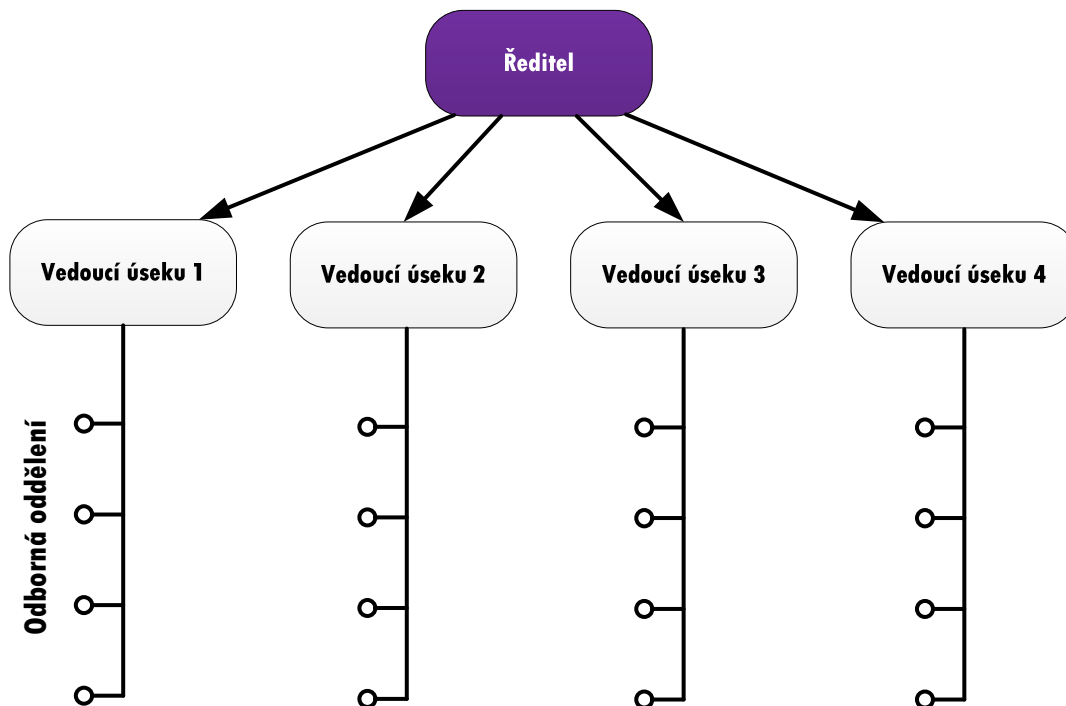 Ředitel
Vedoucí úseku 1
Vedoucí úseku 2
Vedoucí úseku 3
Vedoucí úseku 4
Odborná oddělení